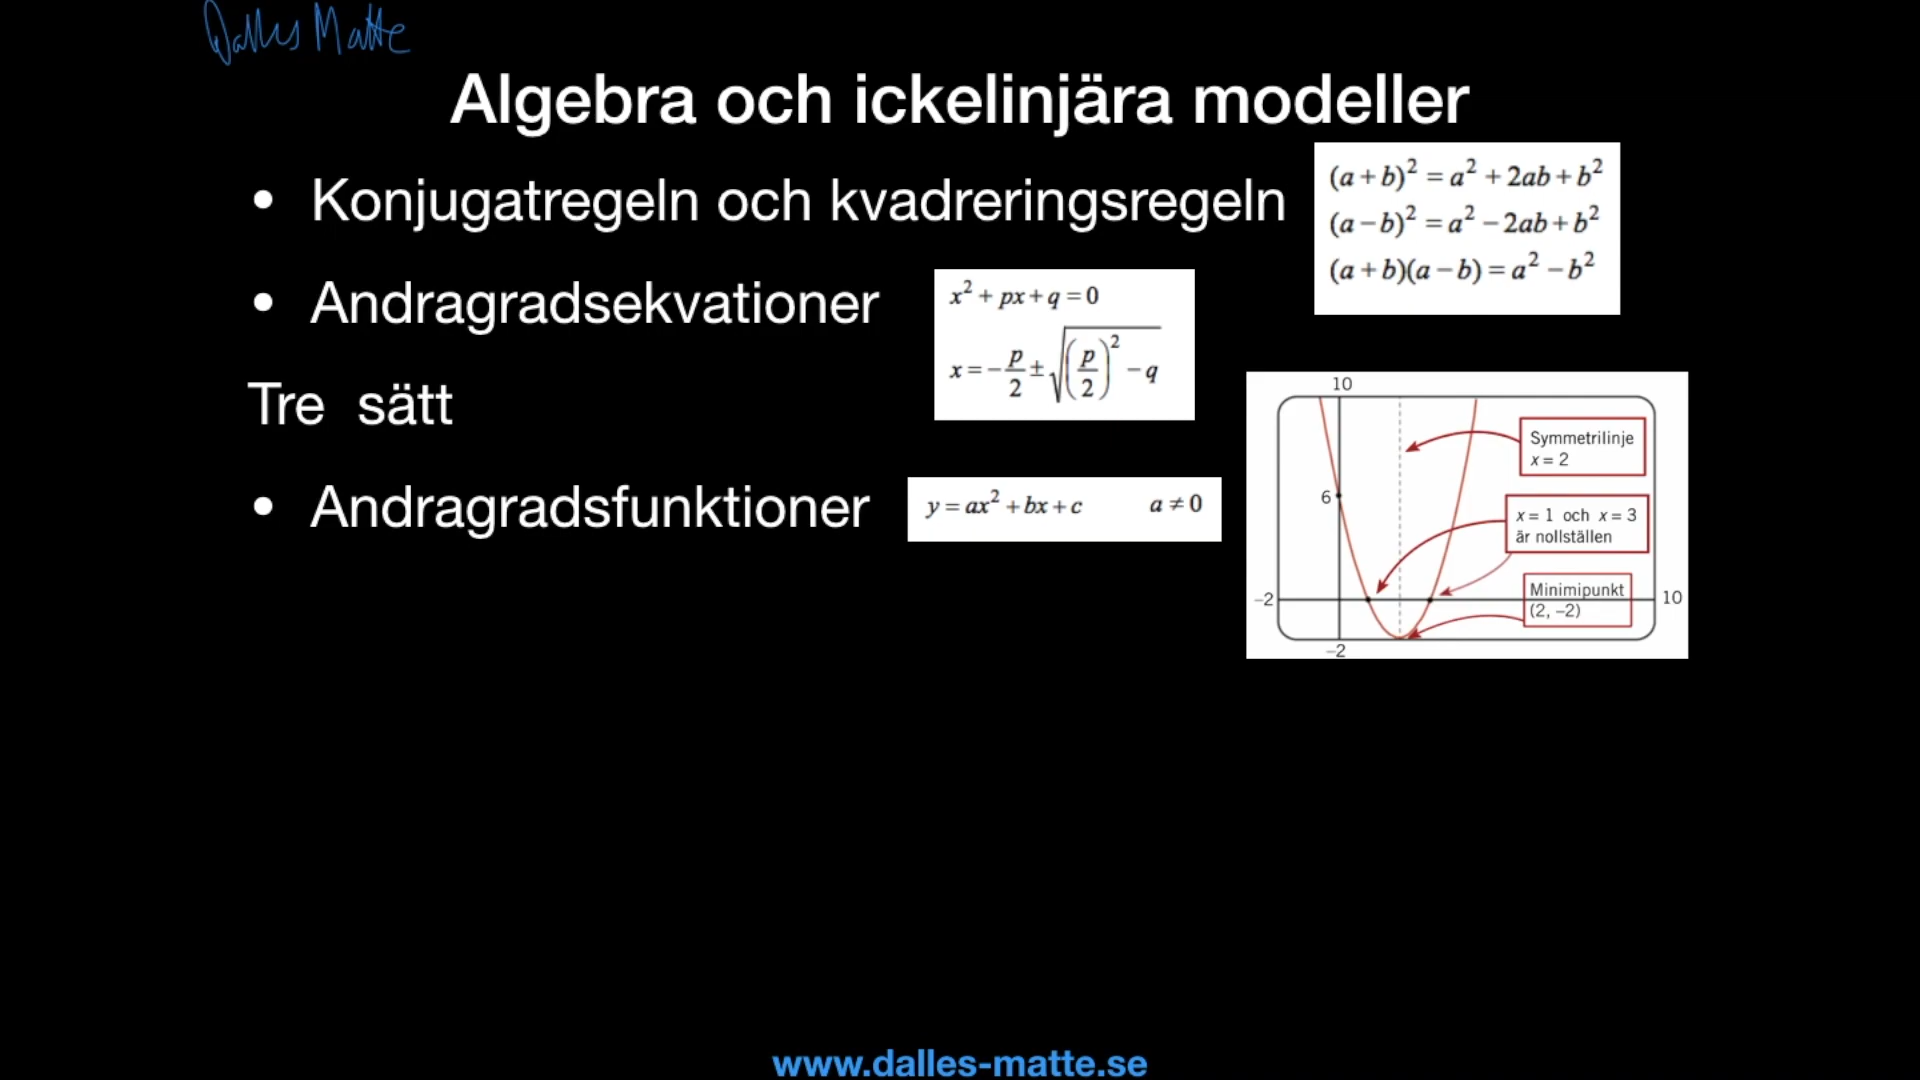 Dalles Matte
Algebra och ickelinjära modeller
• Konjugatregeln och kvadreringsregeln
(a+b)² = a² + 2ab + b²
(a−b)² = a² − 2ab + b²
(a+b)(a−b) = a² − b²
• Andragradsekvationer
x² + px + q = 0
x = −p/2 ± √((p/2)² − q)
Tre sätt
• Andragradsfunktioner
y = ax² + bx + c a ≠ 0
10
Symmetrilinje
x = 2
6
x = 1 och x = 3
är nollställen
Minimipunkt
(2, −2)
−2
10
−2
www.dalles-matte.se